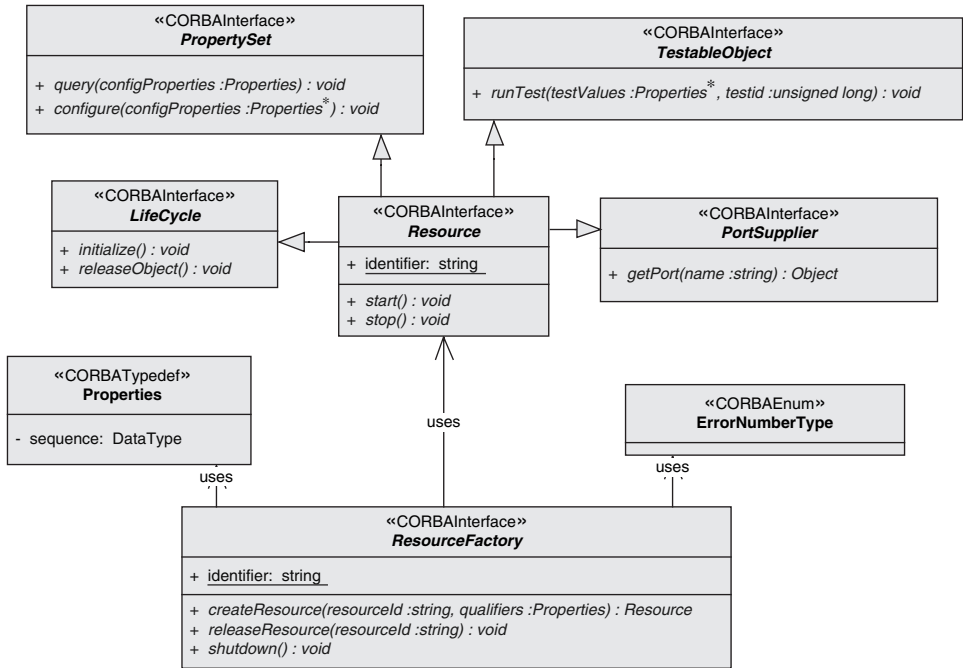 «CORBAInterface»
PropertySet
+ query(configProperties :Properties) : void
+ configure(configProperties :Properties*) : void
«CORBAInterface»
TestableObject
+ runTest(testValues :Properties*, testid :unsigned long) : void
«CORBAInterface»
LifeCycle
+ initialize() : void
+ releaseObject() : void
«CORBAInterface»
Resource
+ identifier: string
+ start() : void
+ stop() : void
«CORBAInterface»
PortSupplier
+ getPort(name :string) : Object
«CORBATypedef»
Properties
- sequence: DataType
uses
«CORBAEnum»
ErrorNumberType
uses
uses
«CORBAInterface»
ResourceFactory
+ identifier: string
+ createResource(resourceId :string, qualifiers :Properties) : Resource
+ releaseResource(resourceId :string) : void
+ shutdown() : void